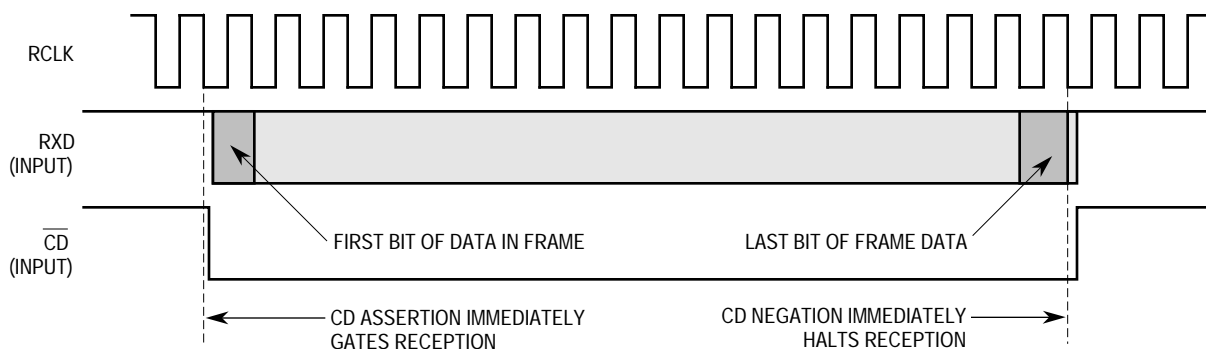 RCLK
RXD
(INPUT)
CD
(INPUT)
FIRST BIT OF DATA IN FRAME
LAST BIT OF FRAME DATA
CD ASSERTION IMMEDIATELY
GATES RECEPTION
CD NEGATION IMMEDIATELY
HALTS RECEPTION